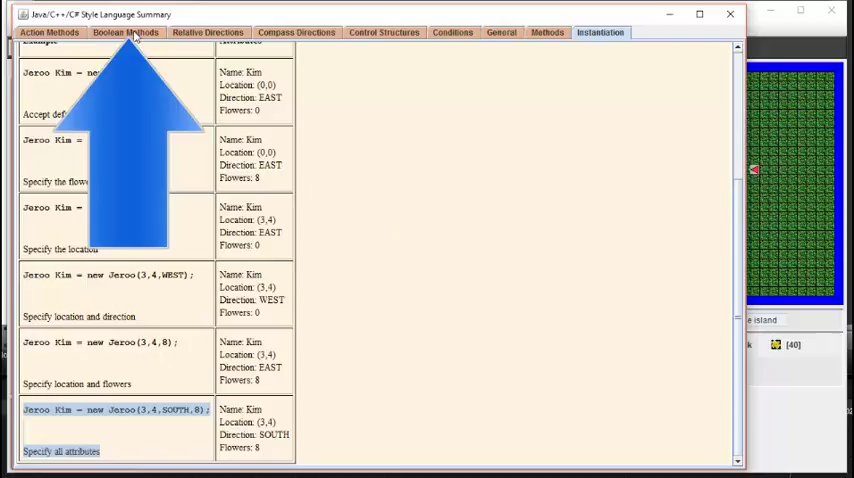 Java/C++/C# Style Language Summary
Action Methods Boolean Methods Relative Directions Compass Directions Control Structures Conditions General Methods Instantiation
Jeroo Kim = new
Accept def
Name: Kim
Location: (0,0)
Direction: EAST
Flowers: 0
Jeroo Kim =
Specify the flow
Name: Kim
Location: (0,0)
Direction: EAST
Flowers: 8
Jeroo Kim =
Specify the location
Name: Kim
Location: (3,4)
Direction: EAST
Flowers: 0
Jeroo Kim = new Jeroo(3,4,WEST);
Specify location and direction
Name: Kim
Location: (3,4)
Direction: WEST
Flowers: 0
Jeroo Kim = new Jeroo(3,4,8);
Specify location and flowers
Name: Kim
Location: (3,4)
Direction: EAST
Flowers: 8
Jeroo Kim = new Jeroo(3,4,SOUTH,8);
Specify all attributes
Name: Kim
Location: (3,4)
Direction: SOUTH
Flowers: 8
e island
k [40]